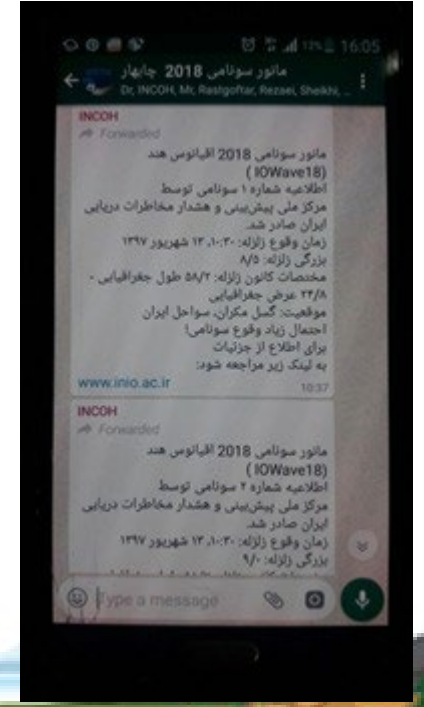 16:05
مانور سونامی 2018 چابهار
Dr, INCOH, Mr, Rastgoftar, Rezaei, Sheikhi, ...
INCOH
Forwarded
مانور سونامی 2018 اقیانوس هند
( IOWave18)
اطلاعیه شماره ۱ سونامی توسط
مرکز ملی پیش‌بینی و هشدار مخاطرات دریایی
ایران صادر شد.
زمان وقوع زلزله: ۱۰:۳۰، ۱۳ شهریور ۱۳۹۷
بزرگی زلزله: ۸/۵
مختصات کانون زلزله: ۵۸/۲ طول جغرافیایی -
۲۴/۸ عرض جغرافیایی
موقعیت: گسل مکران، سواحل ایران
احتمال زیاد وقوع سونامی!
برای اطلاع از جزئیات
به لینک زیر مراجعه شود:
www.inio.ac.ir
10:37
INCOH
Forwarded
مانور سونامی 2018 اقیانوس هند
( IOWave18)
اطلاعیه شماره ۲ سونامی توسط
مرکز ملی پیش‌بینی و هشدار مخاطرات دریایی
ایران صادر شد.
زمان وقوع زلزله: ۱۰:۳۰، ۱۳ شهریور ۱۳۹۷
بزرگی زلزله: ۹/۰
Type a message